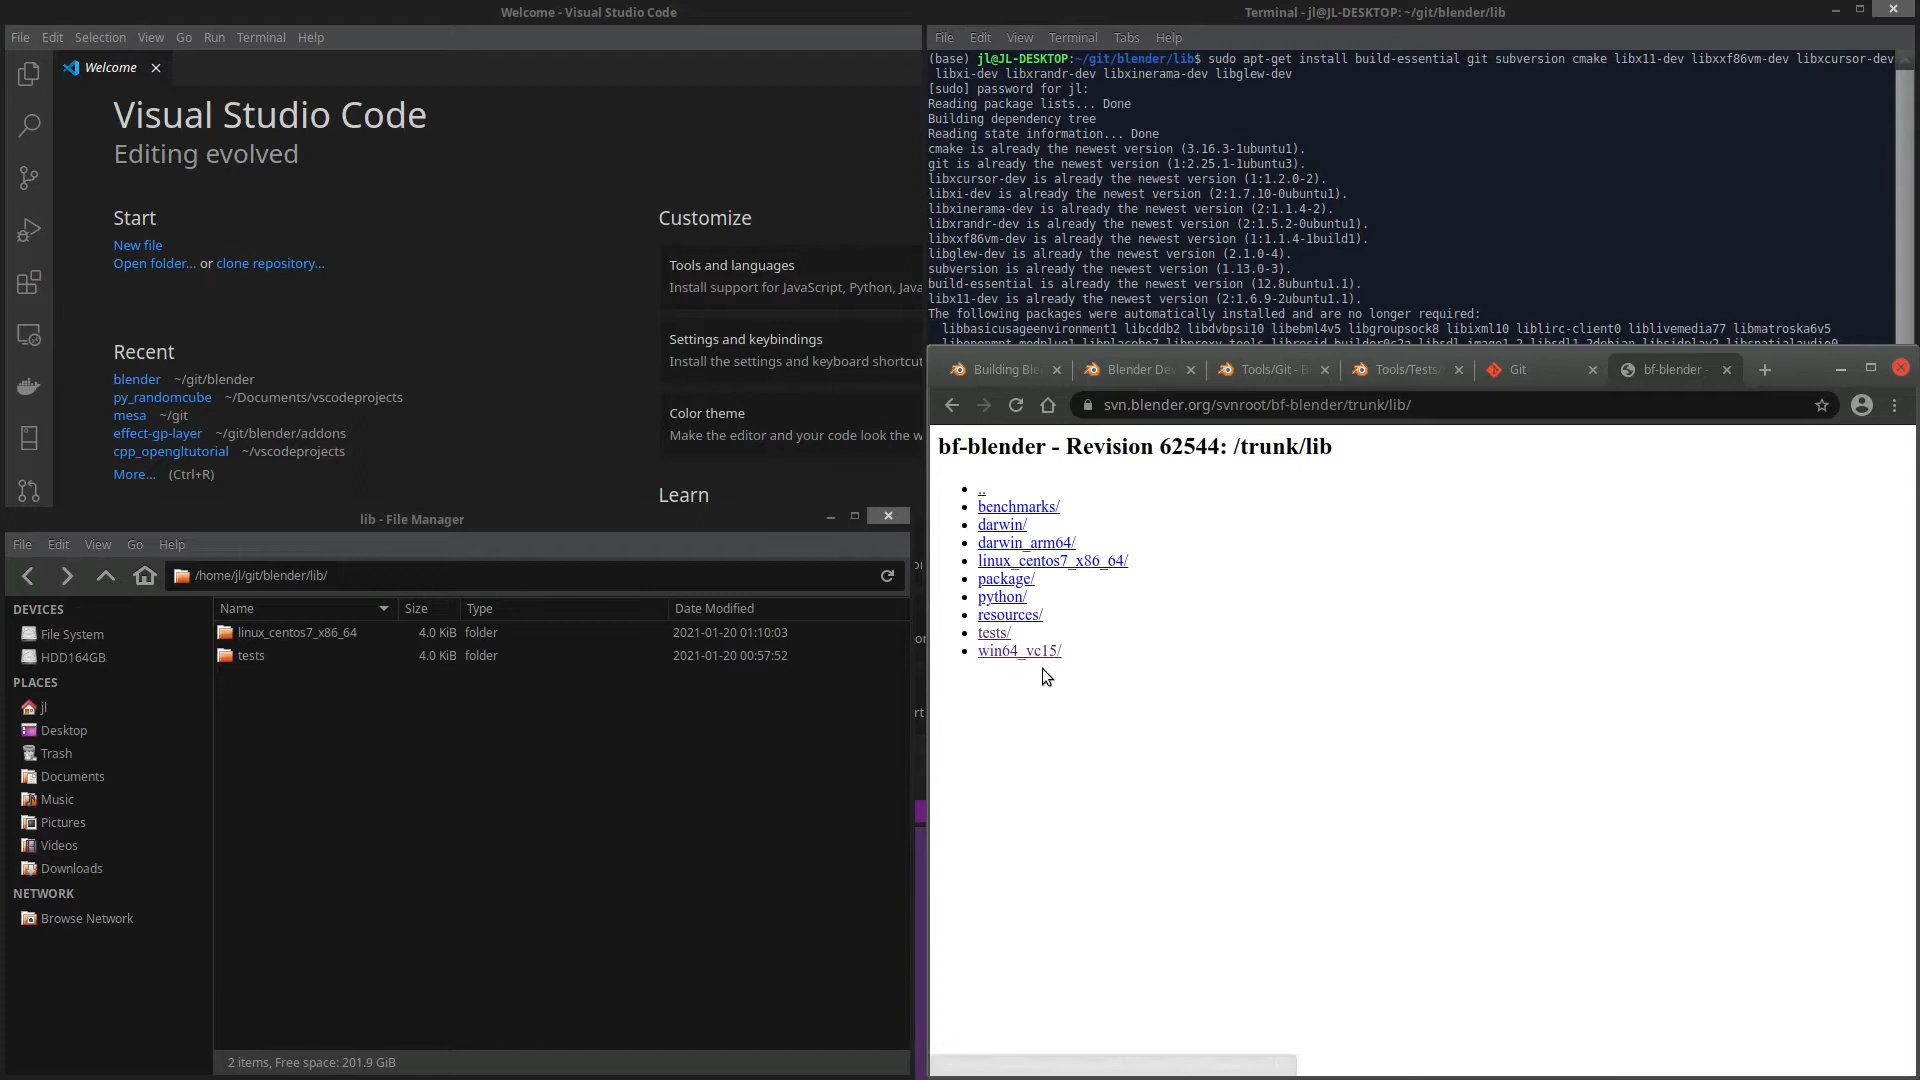 Welcome - Visual Studio Code
File Edit Selection View Go Run Terminal Help
Welcome
Visual Studio Code
Editing evolved
Start
New file
Open folder... or clone repository...
Recent
blender ~/git/blender
py_randomcube ~/Documents/vscodeprojects
mesa ~/git
effect-gp-layer ~/git/blender/addons
cpp_opengltutorial ~/vscodeprojects
More... (Ctrl+R)
Customize
Tools and languages
Install support for JavaScript, Python, Java
Settings and keybindings
Install the settings and keyboard shortcut
Color theme
Make the editor and your code look the w
Learn
Terminal - jl@JL-DESKTOP: ~/git/blender/lib
File Edit View Terminal Tabs Help
(base) jl@JL-DESKTOP:~/git/blender/lib$ sudo apt-get install build-essential git subversion cmake libx11-dev libxxf86vm-dev libxcursor-dev
libxi-dev libxrandr-dev libxinerama-dev libglew-dev
[sudo] password for jl:
Reading package lists... Done
Building dependency tree
Reading state information... Done
cmake is already the newest version (3.16.3-1ubuntu1).
git is already the newest version (1:2.25.1-1ubuntu3).
libxcursor-dev is already the newest version (1:1.2.0-2).
libxi-dev is already the newest version (2:1.7.10-0ubuntu1).
libxinerama-dev is already the newest version (2:1.1.4-2).
libxrandr-dev is already the newest version (2:1.5.2-0ubuntu1).
libxxf86vm-dev is already the newest version (1:1.1.4-1build1).
libglew-dev is already the newest version (2.1.0-4).
subversion is already the newest version (1.13.0-3).
build-essential is already the newest version (12.8ubuntu1.1).
libx11-dev is already the newest version (2:1.6.9-2ubuntu1.1).
The following packages were automatically installed and are no longer required:
libbasicusageenvironment1 libcddb2 libdvbpsi10 libebml4v5 libgroupsock8 libixml10 liblirc-client0 liblivemedia77 libmatroska6v5
Building Ble Blender Dev Tools/Git - B Tools/Tests/ Git bf-blender -
svn.blender.org/svnroot/bf-blender/trunk/lib/
bf-blender - Revision 62544: /trunk/lib
..
benchmarks/
darwin/
darwin_arm64/
linux_centos7_x86_64/
package/
python/
resources/
tests/
win64_vc15/
lib - File Manager
File Edit View Go Help
/home/jl/git/blender/lib/
DEVICES
File System
HDD164GB
PLACES
jl
Desktop
Trash
Documents
Music
Pictures
Videos
Downloads
NETWORK
Browse Network
Name Size Type Date Modified
linux_centos7_x86_64 4.0 KiB folder 2021-01-20 01:10:03
tests 4.0 KiB folder 2021-01-20 00:57:52
2 items, Free space: 201.9 GiB